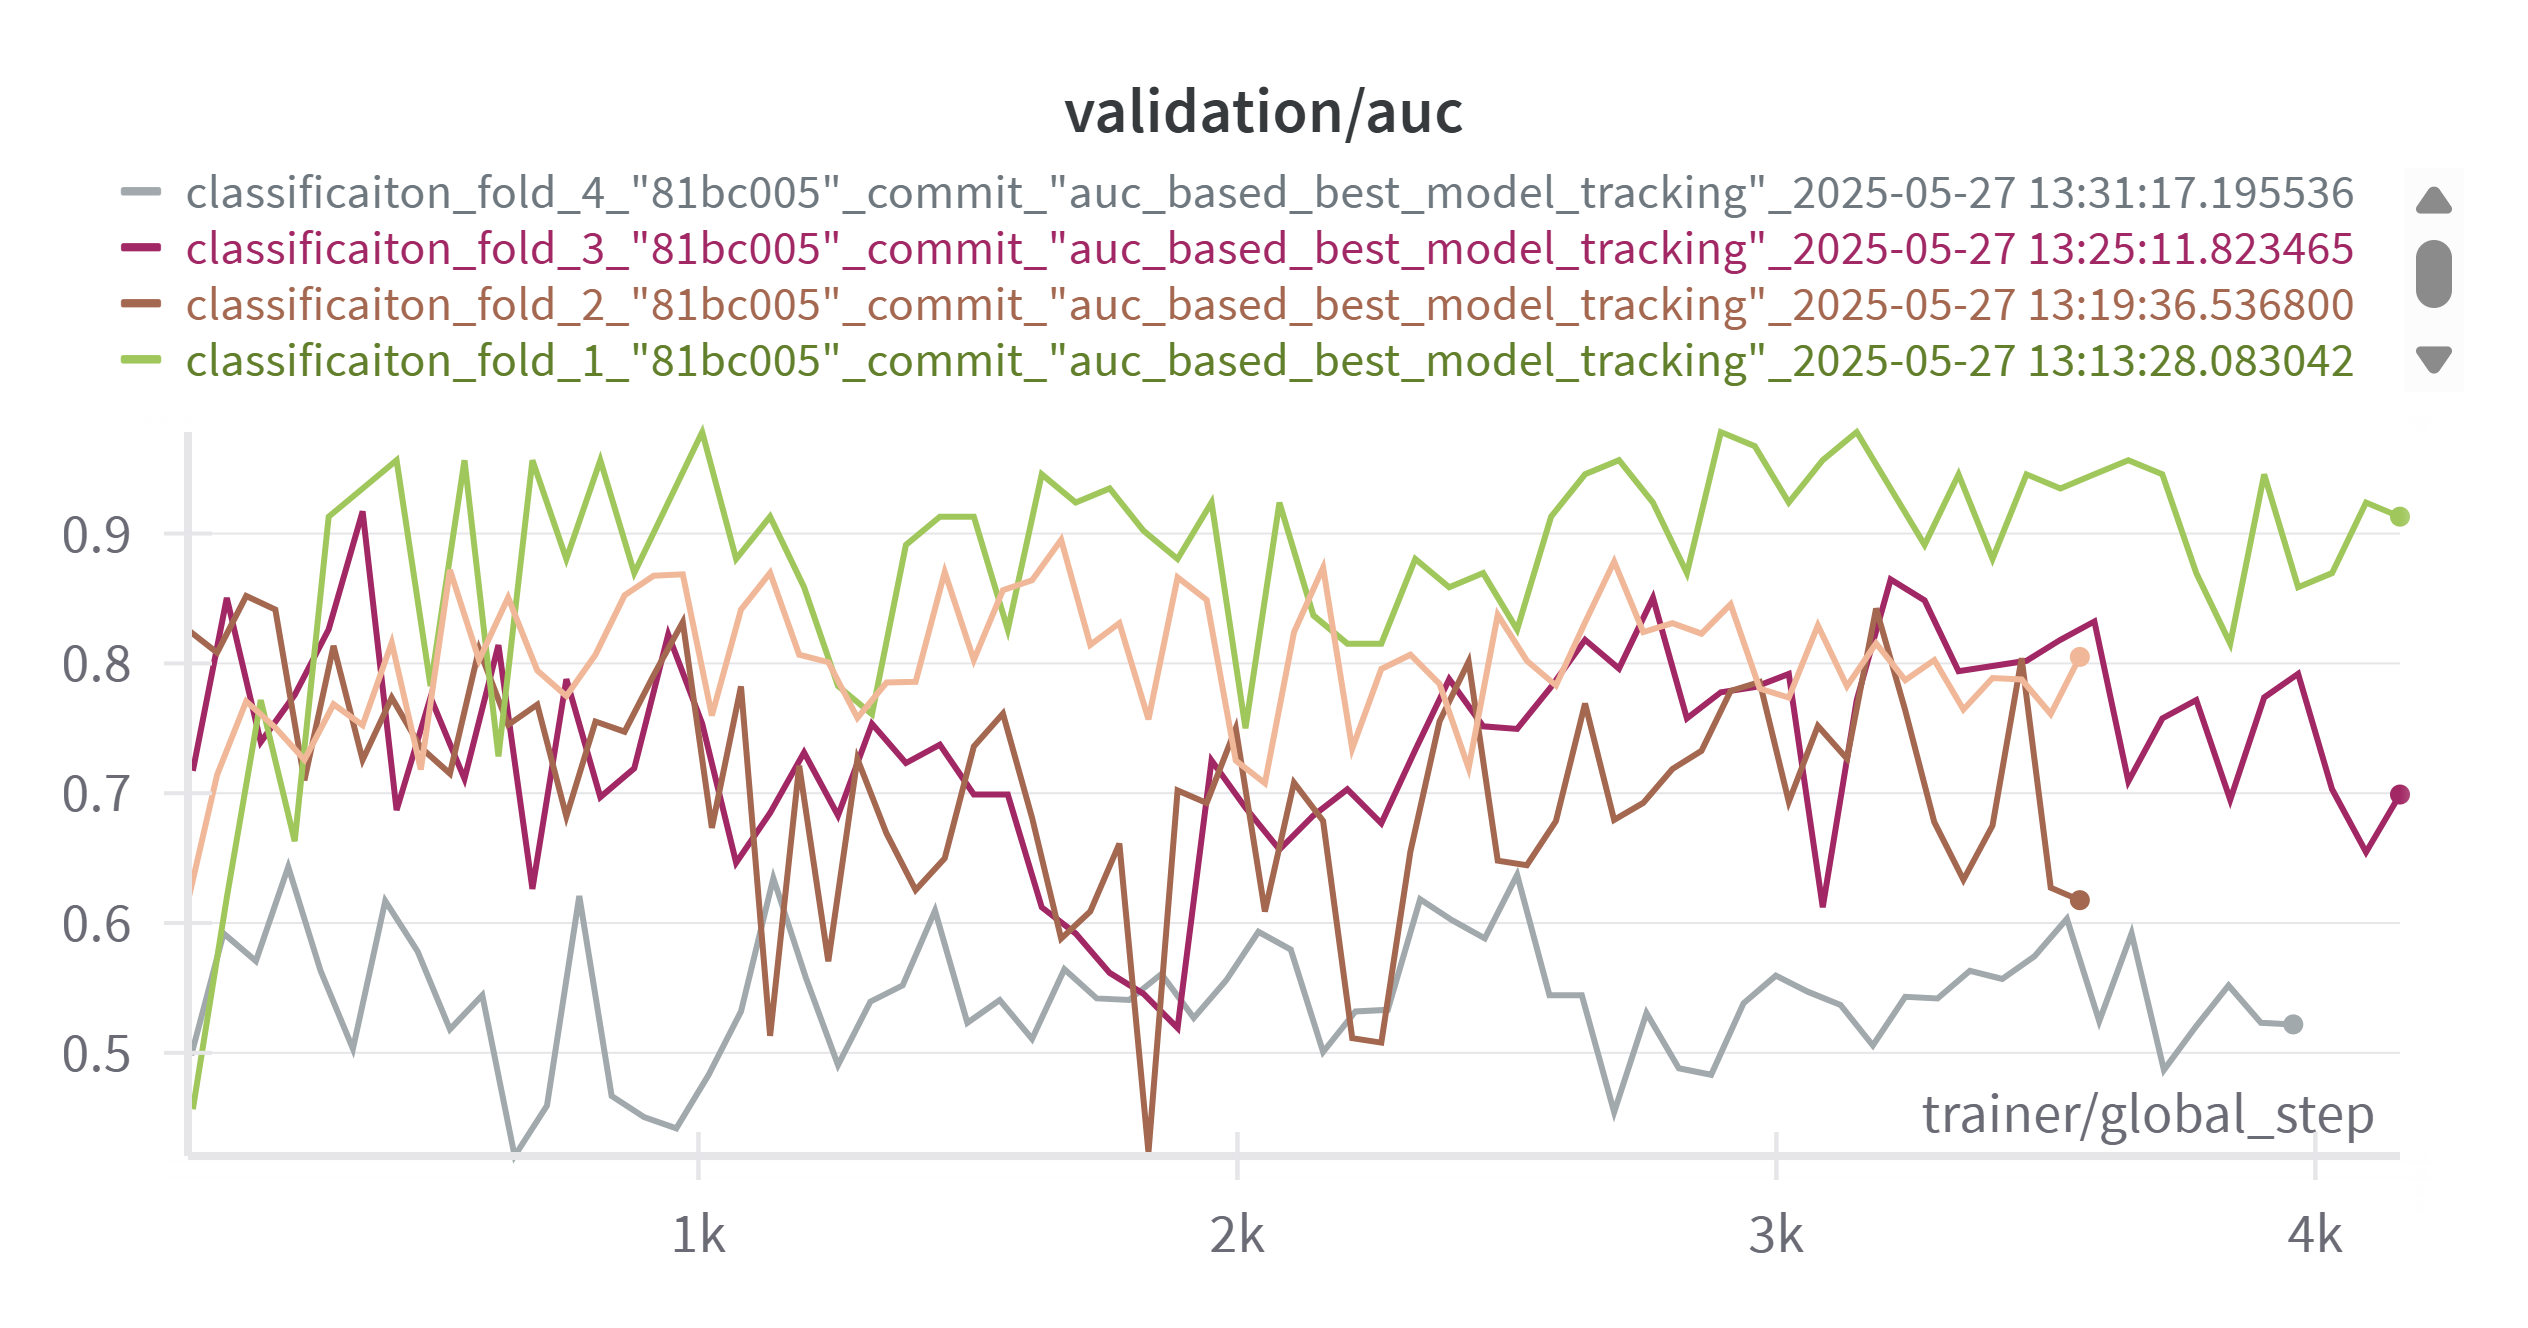 validation/auc
classificaiton_fold_4_"81bc005"_commit_"auc_based_best_model_tracking"_2025-05-27 13:31:17.195536
classificaiton_fold_3_"81bc005"_commit_"auc_based_best_model_tracking"_2025-05-27 13:25:11.823465
classificaiton_fold_2_"81bc005"_commit_"auc_based_best_model_tracking"_2025-05-27 13:19:36.536800
classificaiton_fold_1_"81bc005"_commit_"auc_based_best_model_tracking"_2025-05-27 13:13:28.083042
0.9
0.8
0.7
0.6
0.5
trainer/global_step
1k 2k 3k 4k